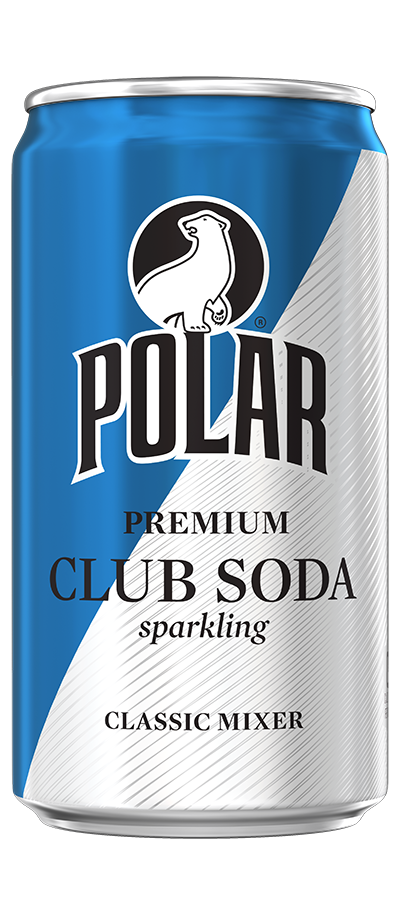 ®
POLAR
PREMIUM
CLUB SODA
sparkling
CLASSIC MIXER